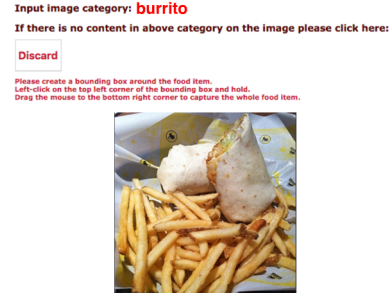 Input image category: burrito
If there is no content in above category on the image please click here:
Discard
Please create a bounding box around the food item.
Left-click on the top left corner of the bounding box and hold.
Drag the mouse to the bottom right corner to capture the whole food item.